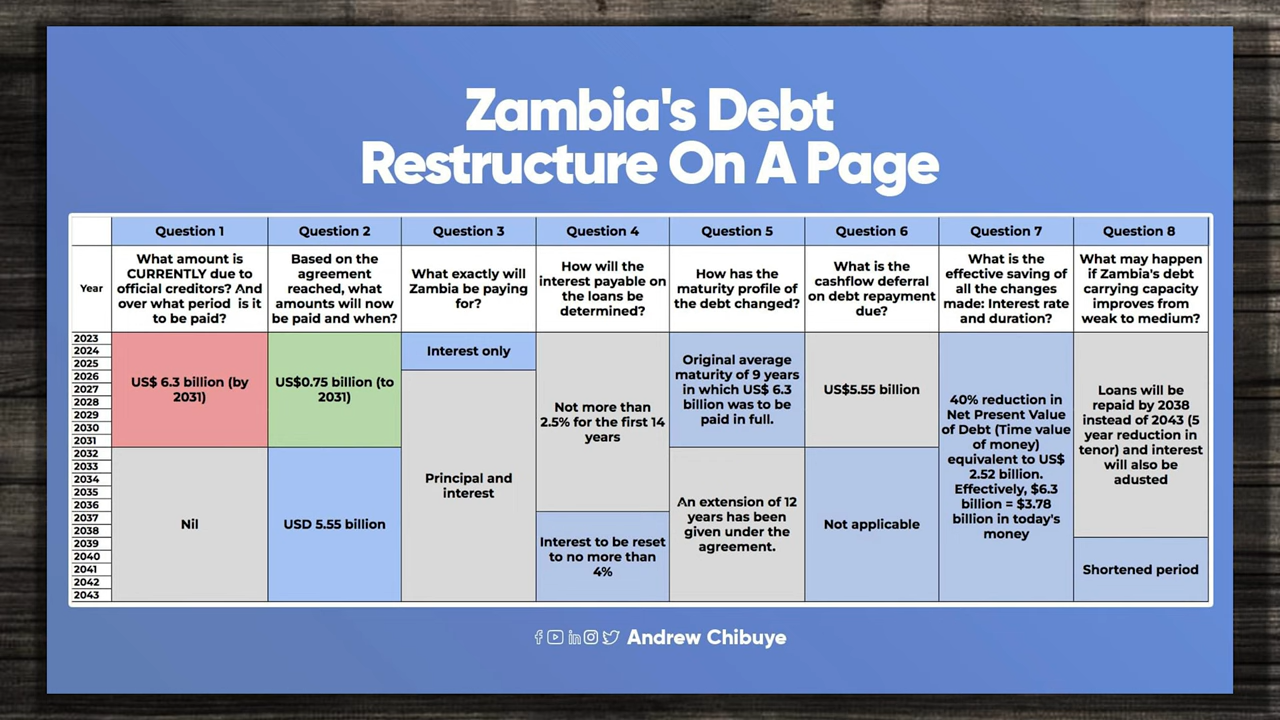 Zambia's Debt
Restructure On A Page
Year
Question 1
Question 2
Question 3
Question 4
Question 5
Question 6
Question 7
Question 8
What amount is
CURRENTLY due to
official creditors? And
over what period is it
to be paid?
Based on the
agreement
reached, what
amounts will now
be paid and when?
What exactly will
Zambia be paying
for?
How will the
interest payable on
the loans be
determined?
How has the
maturity profile of
the debt changed?
What is the
cashflow deferral
on debt repayment
due?
What is the
effective saving of
all the changes
made: Interest rate
and duration?
What may happen
if Zambia's debt
carrying capacity
improves from
weak to medium?
2023
2024
2025
2026
2027
2028
2029
2030
2031
2032
2033
2034
2035
2036
2037
2038
2039
2040
2041
2042
2043
US$ 6.3 billion (by
2031)
Nil
US$0.75 billion (to
2031)
USD 5.55 billion
Interest only
Principal and
interest
Not more than
2.5% for the first 14
years
Interest to be reset
to no more than
4%
Original average
maturity of 9 years
in which US$ 6.3
billion was to be
paid in full.
An extension of 12
years has been
given under the
agreement.
US$5.55 billion
Not applicable
40% reduction in
Net Present Value
of Debt (Time value
of money)
equivalent to US$
2.52 billion.
Effectively, $6.3
billion = $3.78
billion in today's
money
Loans will be
repaid by 2038
instead of 2043 (5
year reduction in
tenor) and interest
will also be
adusted
Shortened period
Andrew Chibuye